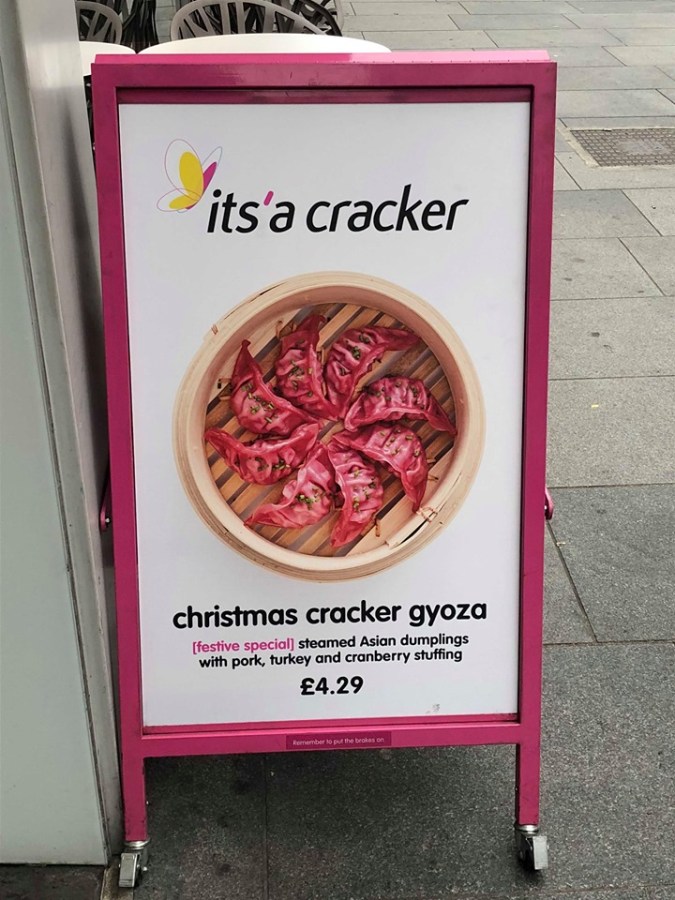 its'a cracker
christmas cracker gyoza
[festive special] steamed Asian dumplings
with pork, turkey and cranberry stuffing
£4.29
Remember to put the brakes on